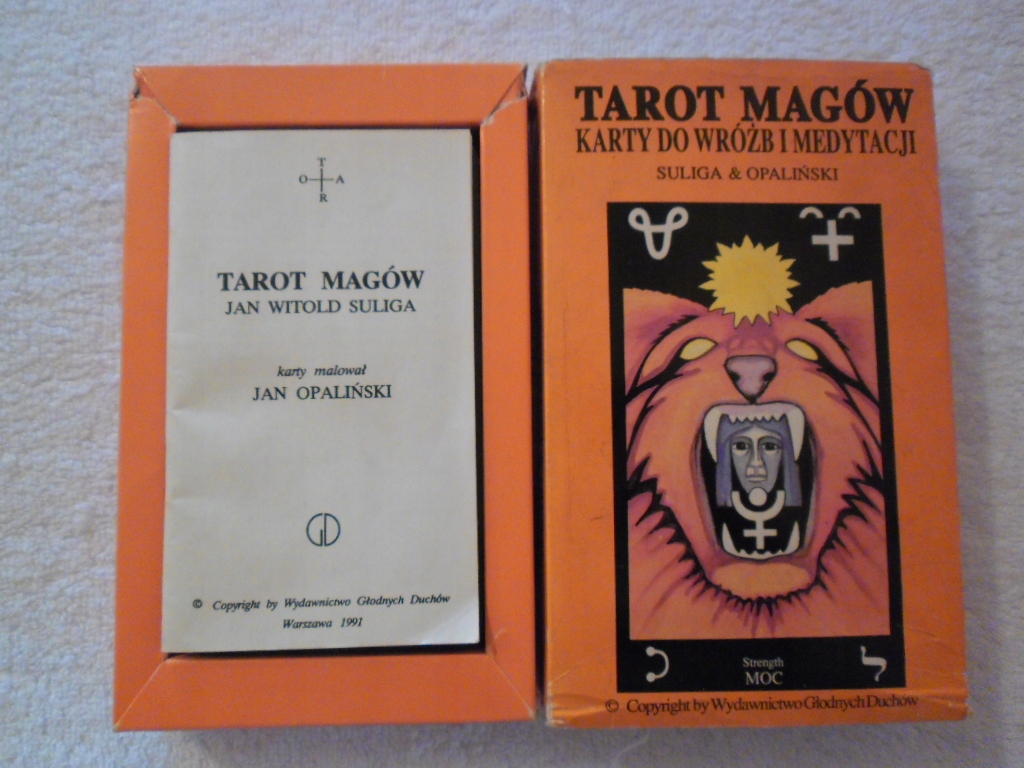 T
O A
R
TAROT MAGÓW
JAN WITOLD SULIGA
karty malował
JAN OPALIŃSKI
GD
© Copyright by Wydawnictwo Głodnych Duchów
Warszawa 1991
TAROT MAGÓW
KARTY DO WRÓŻB I MEDYTACJI
SULIGA & OPALIŃSKI
Strength
MOC
© Copyright by Wydawnictwo Głodnych Duchów